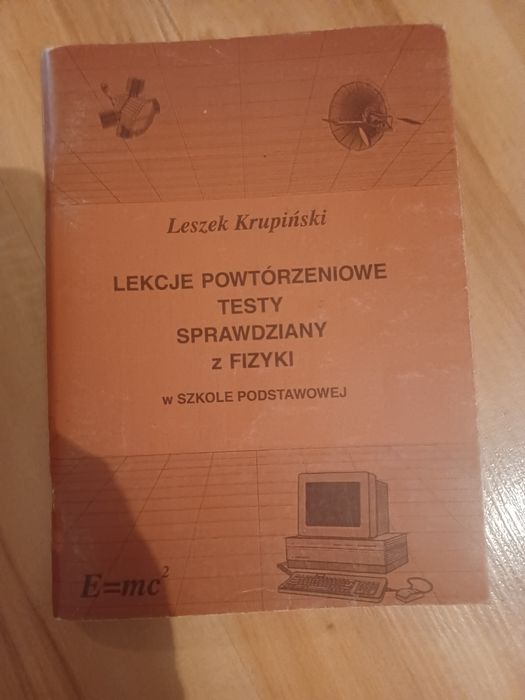 Leszek Krupiński
LEKCJE POWTÓRZENIOWE
TESTY
SPRAWDZIANY
z FIZYKI
w SZKOLE PODSTAWOWEJ
E=mc²